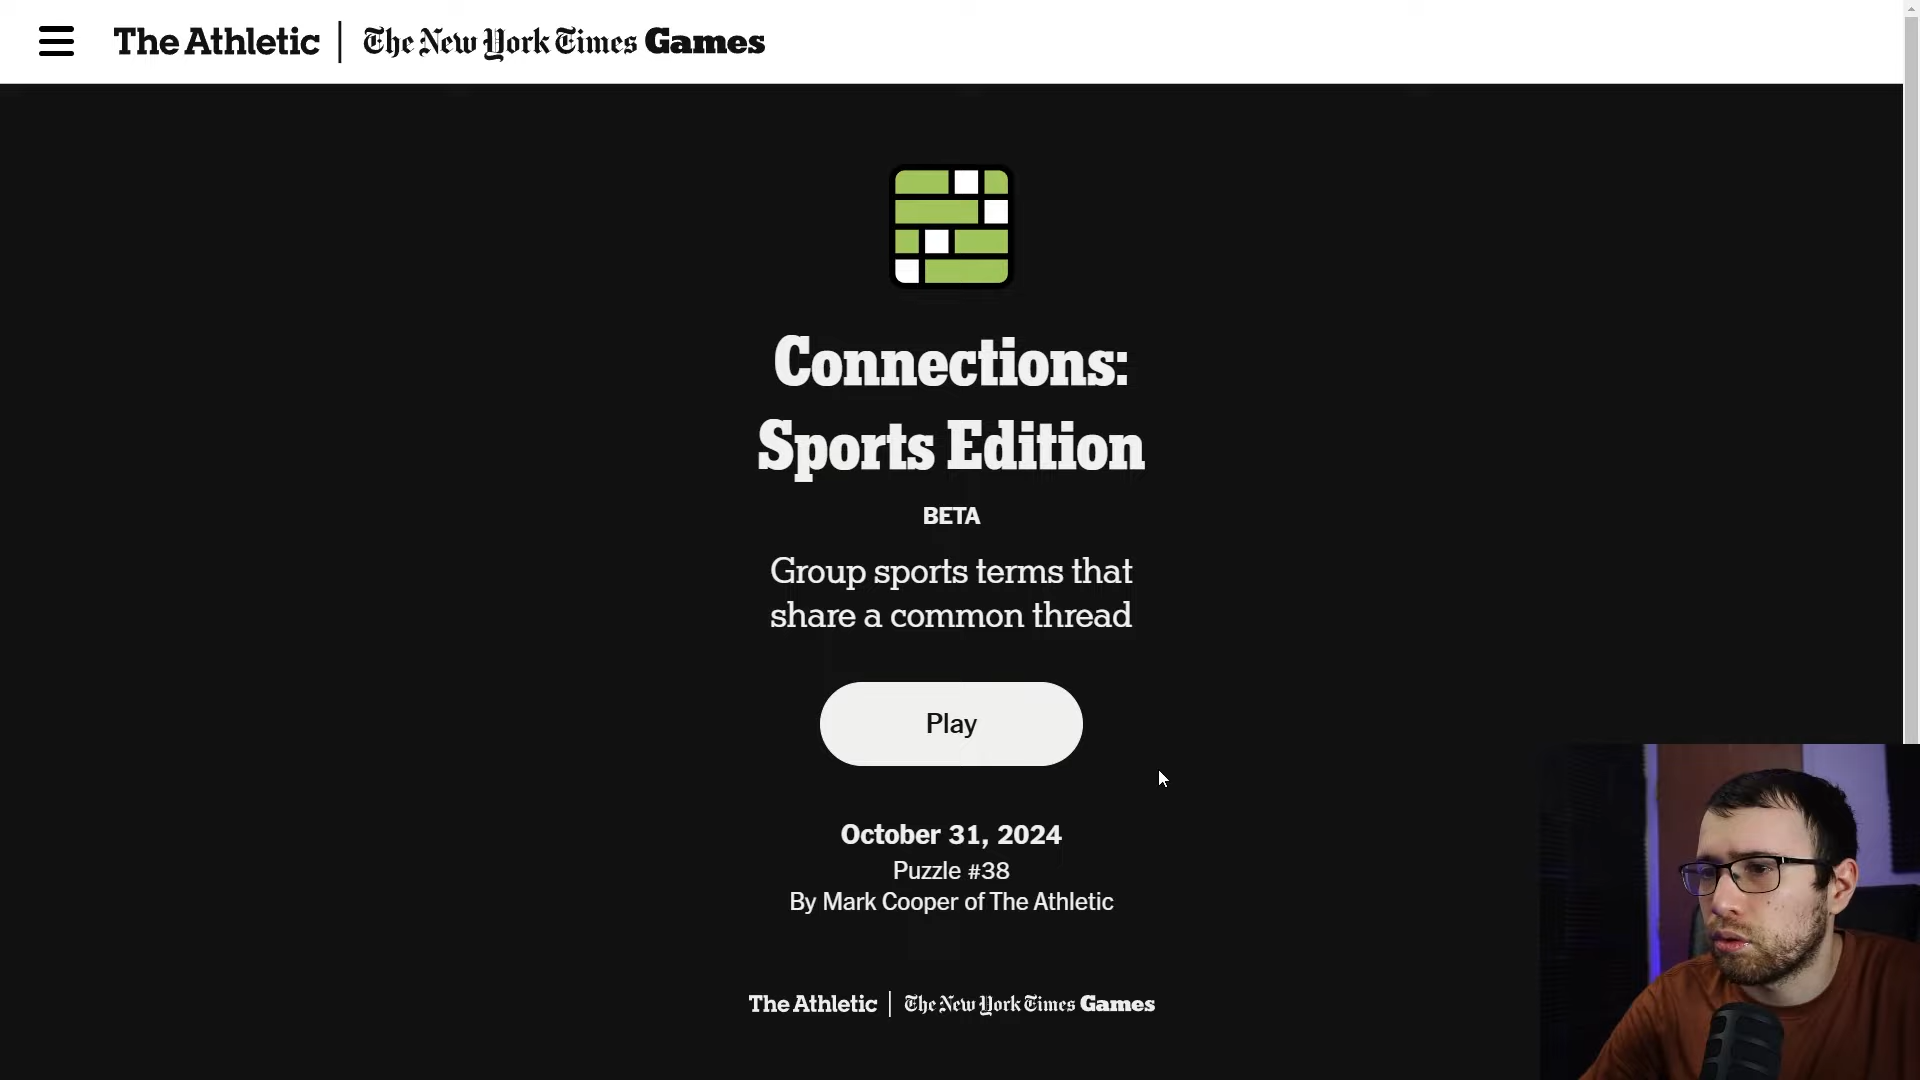 The Athletic | The New York Times Games
Connections:
Sports Edition
BETA
Group sports terms that
share a common thread
Play
October 31, 2024
Puzzle #38
By Mark Cooper of The Athletic
The Athletic | The New York Times Games